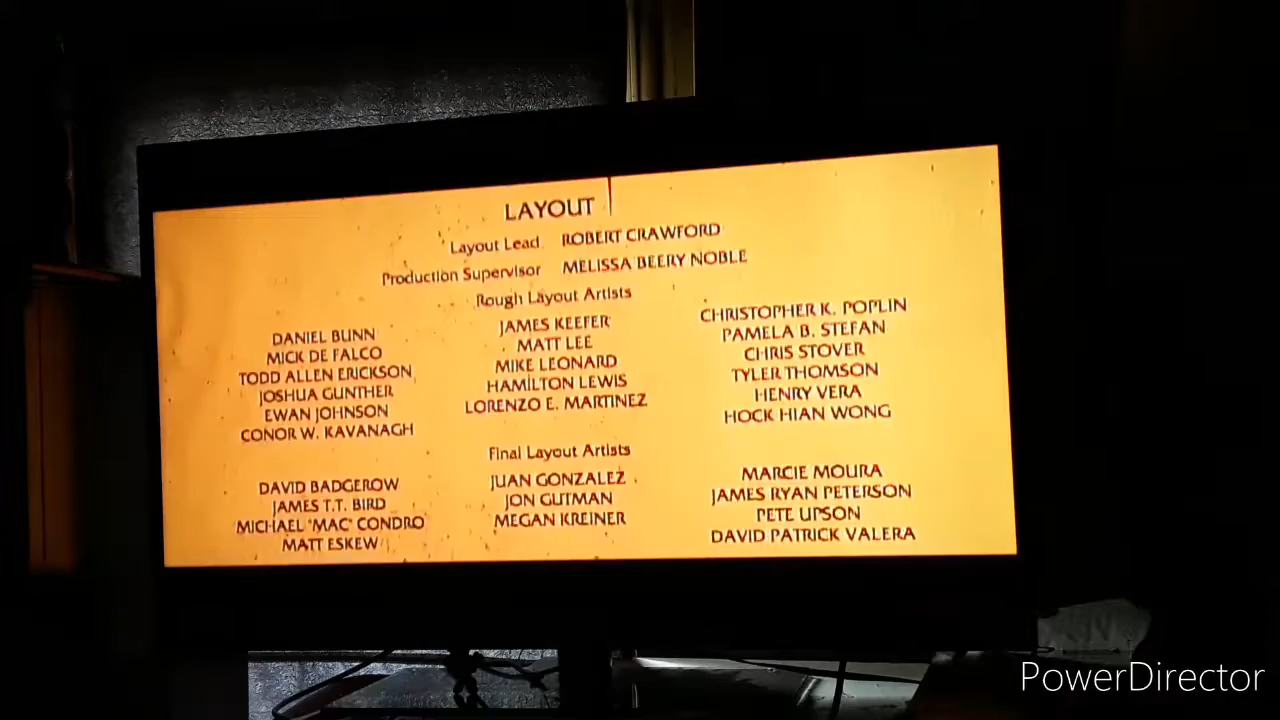 LAYOUT
Layout Lead ROBERT CRAWFORD
Production Supervisor MELISSA BEERY NOBLE
Rough Layout Artists
DANIEL BUNN
MICK DE FALCO
TODD ALLEN ERICKSON
JOSHUA GUNTHER
EWAN JOHNSON
CONOR W. KAVANAGH
JAMES KEEFER
MATT LEE
MIKE LEONARD
HAMILTON LEWIS
LORENZO E. MARTINEZ
CHRISTOPHER K. POPLIN
PAMELA B. STEFAN
CHRIS STOVER
TYLER THOMSON
HENRY VERA
HOCK HIAN WONG
Final Layout Artists
DAVID BADGEROW
JAMES T.T. BIRD
MICHAEL "MAC" CONDRO
MATT ESKEW
JUAN GONZALEZ
JON GUTMAN
MEGAN KREINER
MARCIE MOURA
JAMES RYAN PETERSON
PETE UPSON
DAVID PATRICK VALERA
PowerDirector